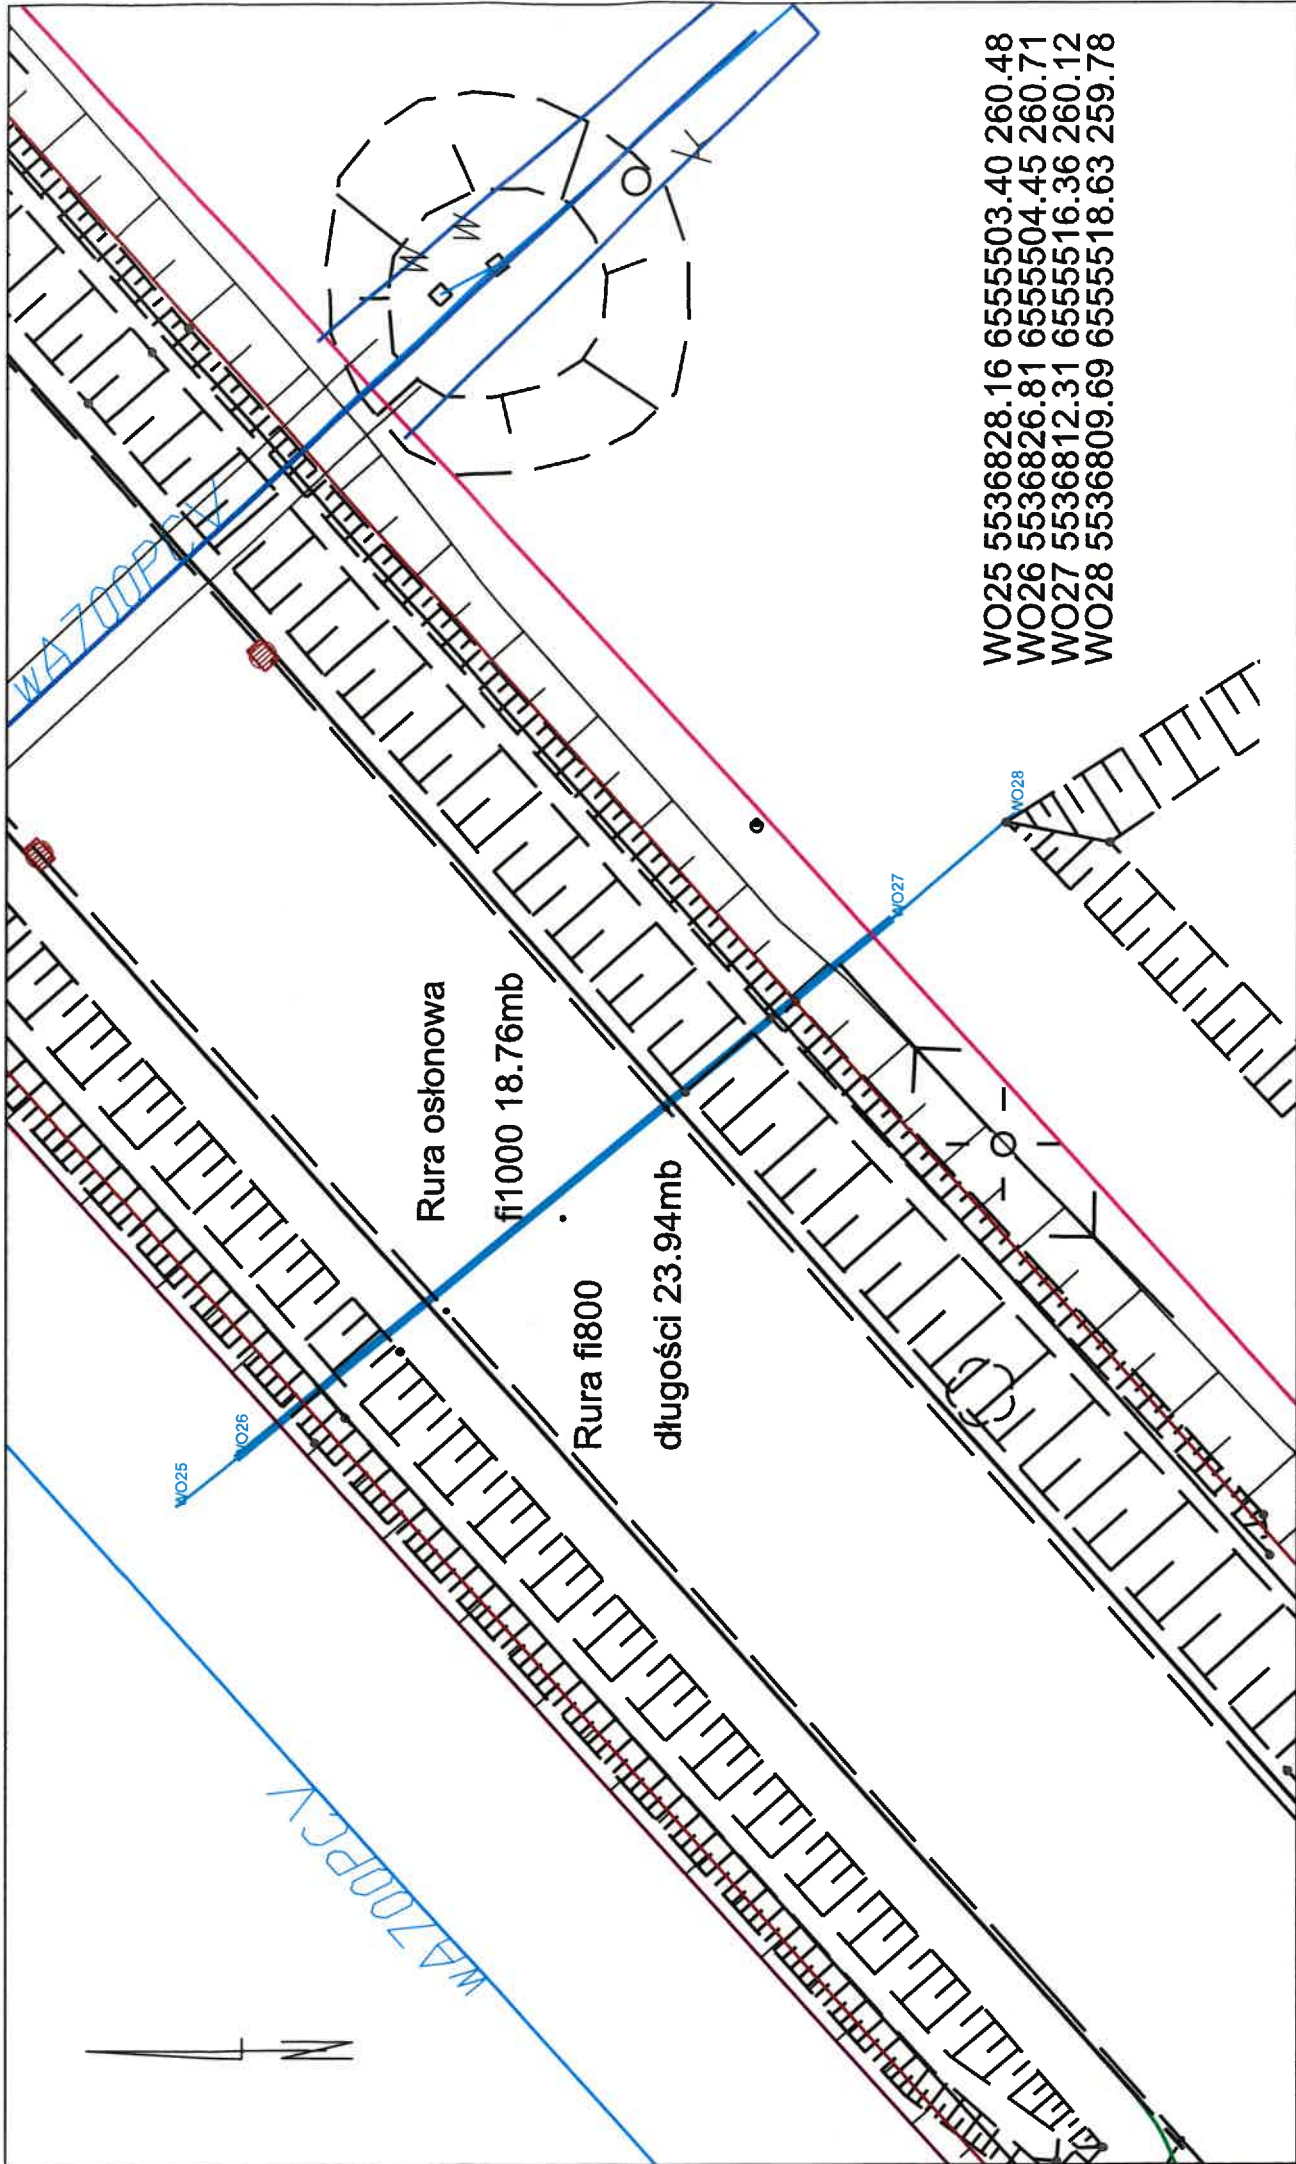 wA700PCV
W
W
K
WO25 5536828.16 6555503.40 260.48
WO26 5536826.81 6555504.45 260.71
WO27 5536812.31 6555516.36 260.12
WO28 5536809.69 6555518.63 259.78
WO28
WO27
Rura osłonowa
fi1000 18.76mb
Rura fi800
długości 23.94mb
WO26
WO25
wA700PCV
N